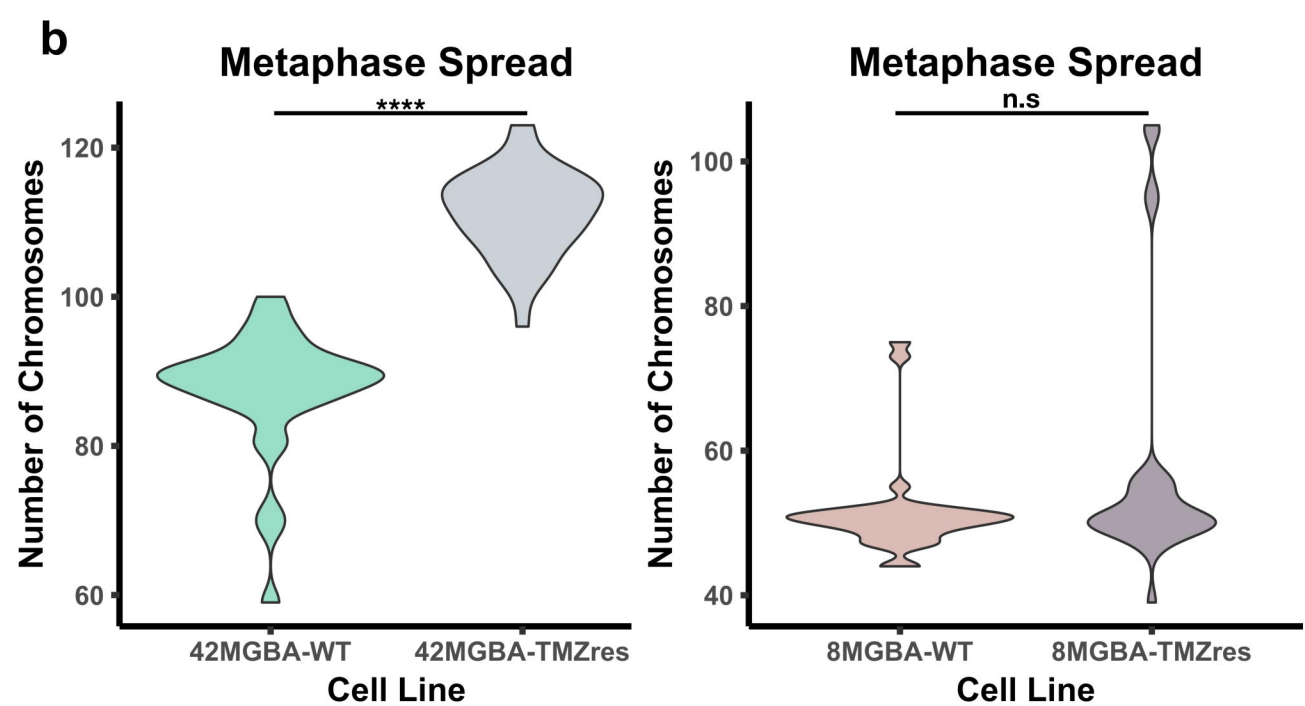 b
Metaphase Spread
****
Number of Chromosomes
120
100
80
60
42MGBA-WT
42MGBA-TMZres
Cell Line
Metaphase Spread
n.s
Number of Chromosomes
100
80
60
40
8MGBA-WT
8MGBA-TMZres
Cell Line